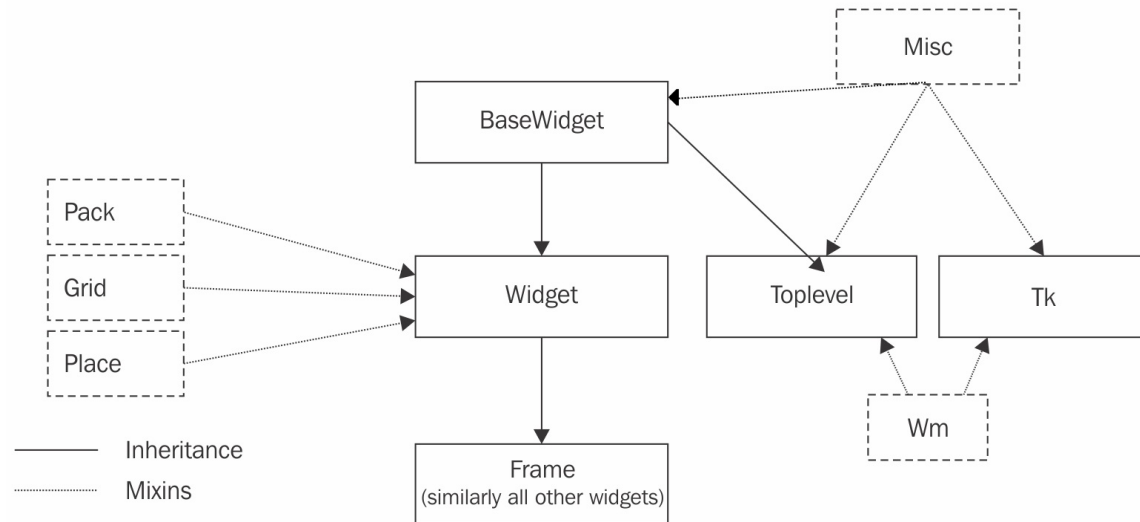 Misc
BaseWidget
Pack
Grid
Place
Widget
Toplevel
Tk
Wm
Inheritance
Mixins
Frame
(similarly all other widgets)